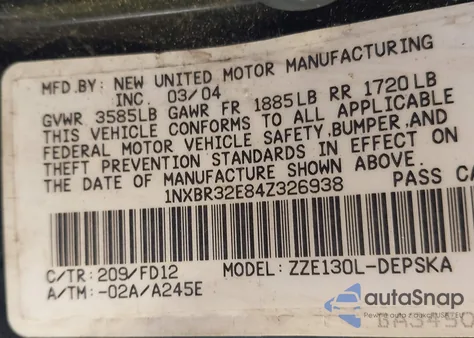 MFD.BY: NEW UNITED MOTOR MANUFACTURING
INC. 03/04
GVWR 3585LB GAWR FR 1885LB RR 1720LB
THIS VEHICLE CONFORMS TO ALL APPLICABLE
FEDERAL MOTOR VEHICLE SAFETY,BUMPER,AND
THEFT PREVENTION STANDARDS IN EFFECT ON
THE DATE OF MANUFACTURE SHOWN ABOVE.
1NXBR32E84Z326938 PASS CA
C/TR: 209/FD12 MODEL: ZZE130L-DEPSKA
A/TM: -02A/A245E
autoSnap